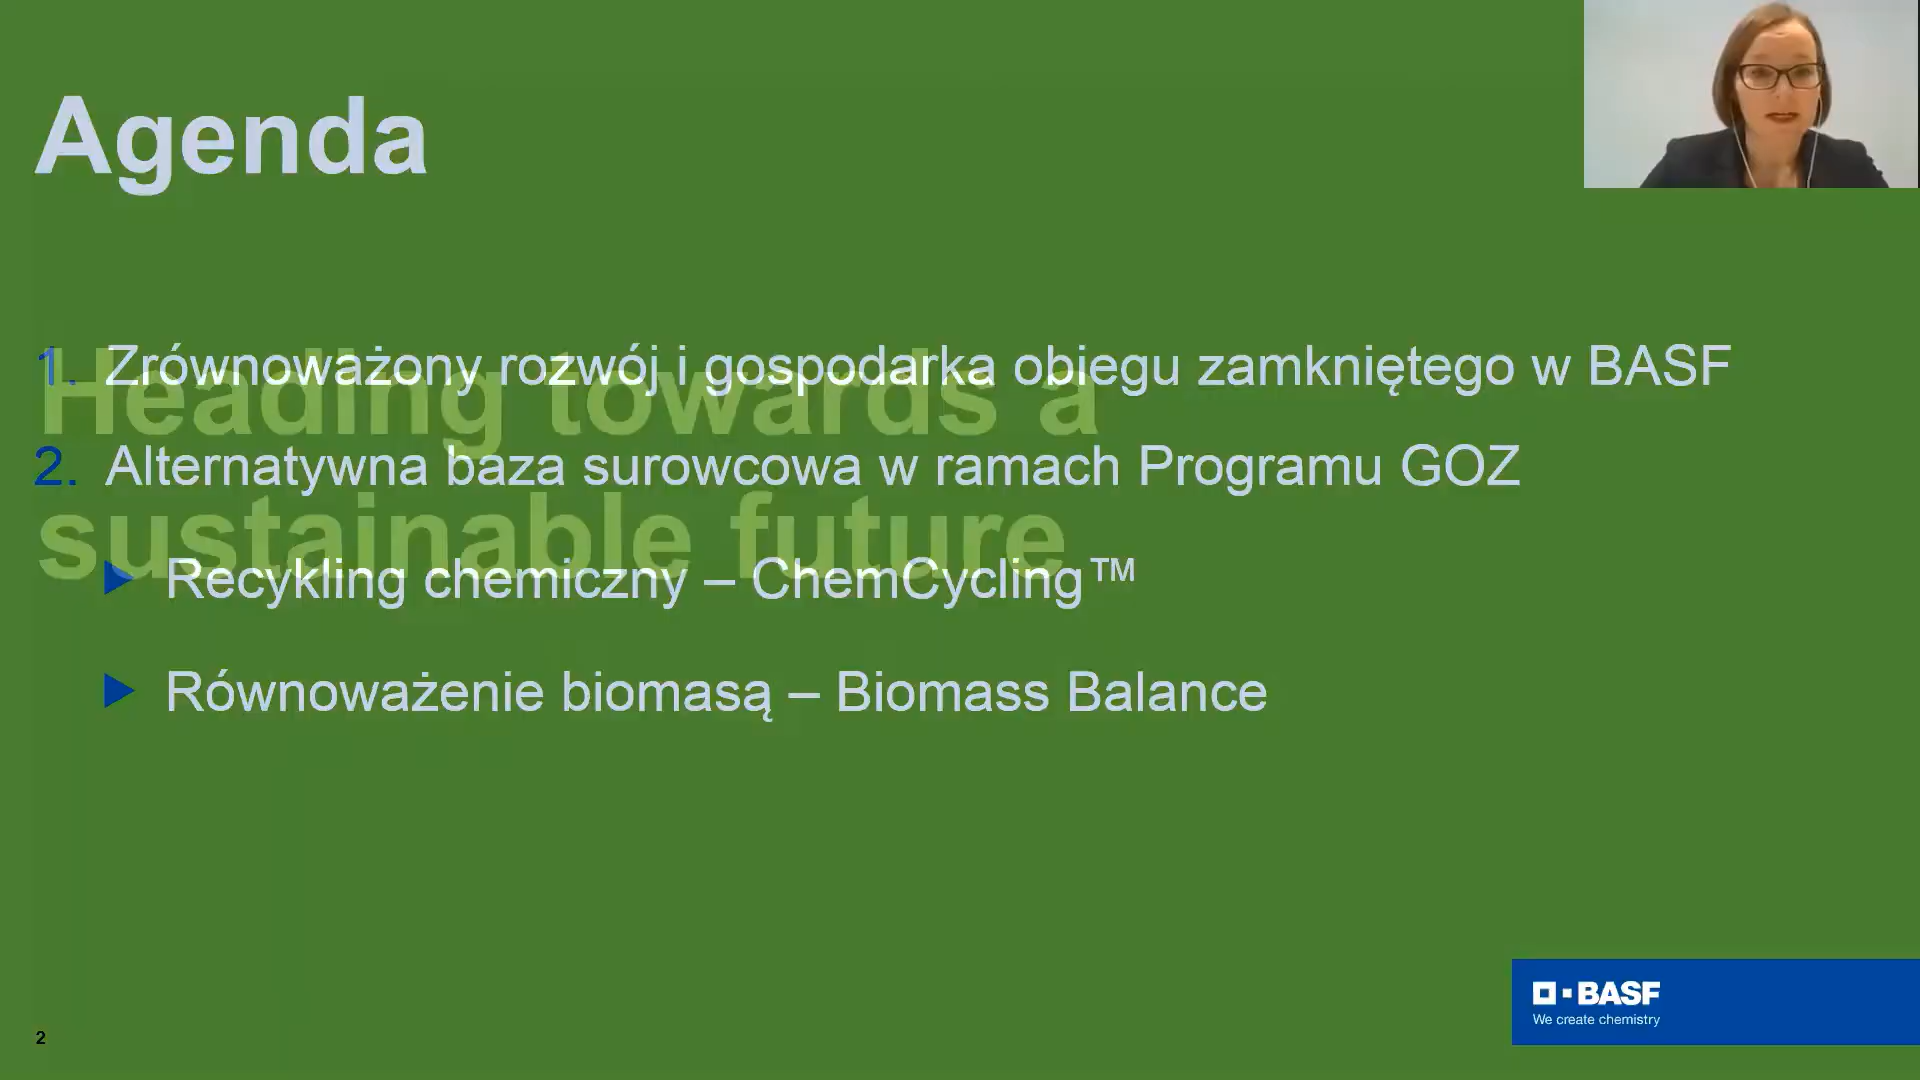 Agenda
1. Zrównoważony rozwój i gospodarka obiegu zamkniętego w BASF
Heading towards a
2. Alternatywna baza surowcowa w ramach Programu GOZ
sustainable future
▶ Recykling chemiczny – ChemCycling™
▶ Równoważenie biomasą – Biomass Balance
BASF
We create chemistry
2